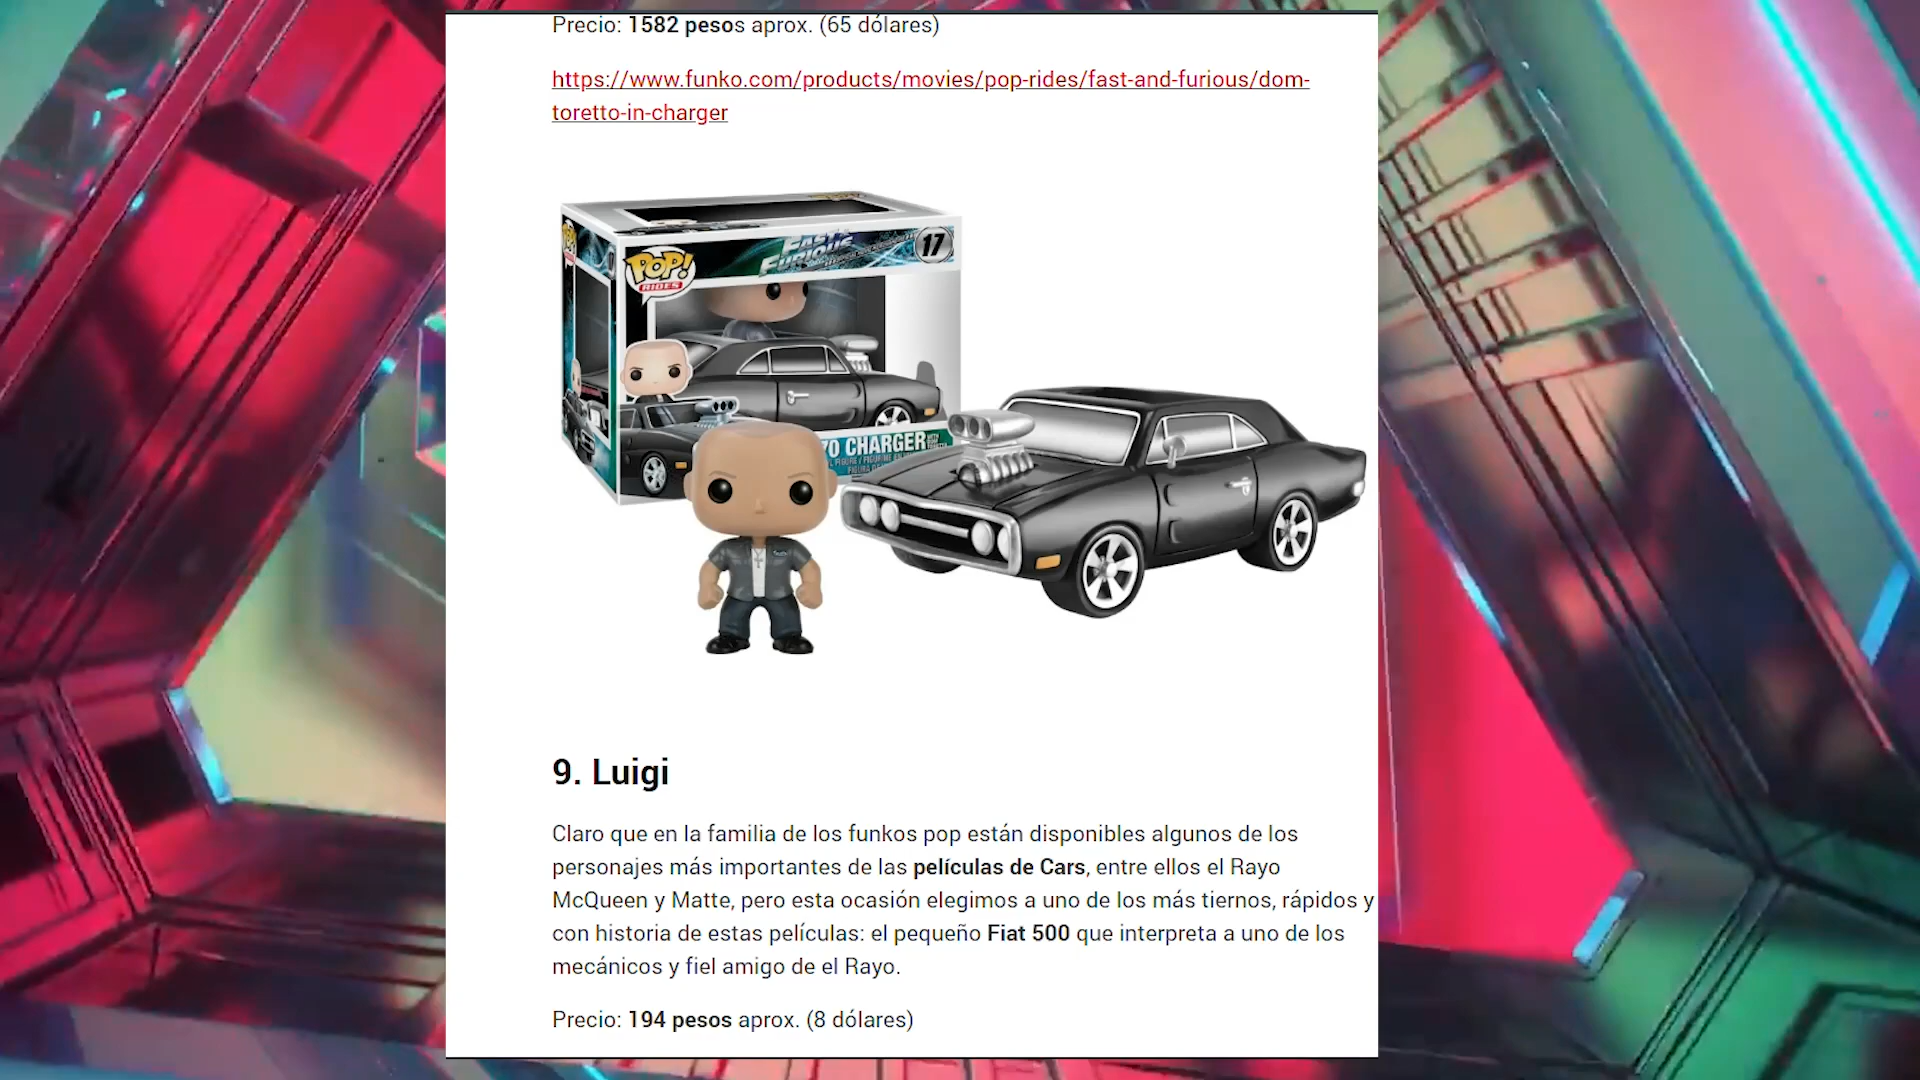 Precio: 1582 pesos aprox. (65 dólares)
https://www.funko.com/products/movies/pop-rides/fast-and-furious/dom-
toretto-in-charger
FAST &
FURIOUS
17
POP!
RIDES
70 CHARGER
9. Luigi
Claro que en la familia de los funkos pop están disponibles algunos de los
personajes más importantes de las películas de Cars, entre ellos el Rayo
McQueen y Matte, pero esta ocasión elegimos a uno de los más tiernos, rápidos y
con historia de estas películas: el pequeño Fiat 500 que interpreta a uno de los
mecánicos y fiel amigo de el Rayo.
Precio: 194 pesos aprox. (8 dólares)